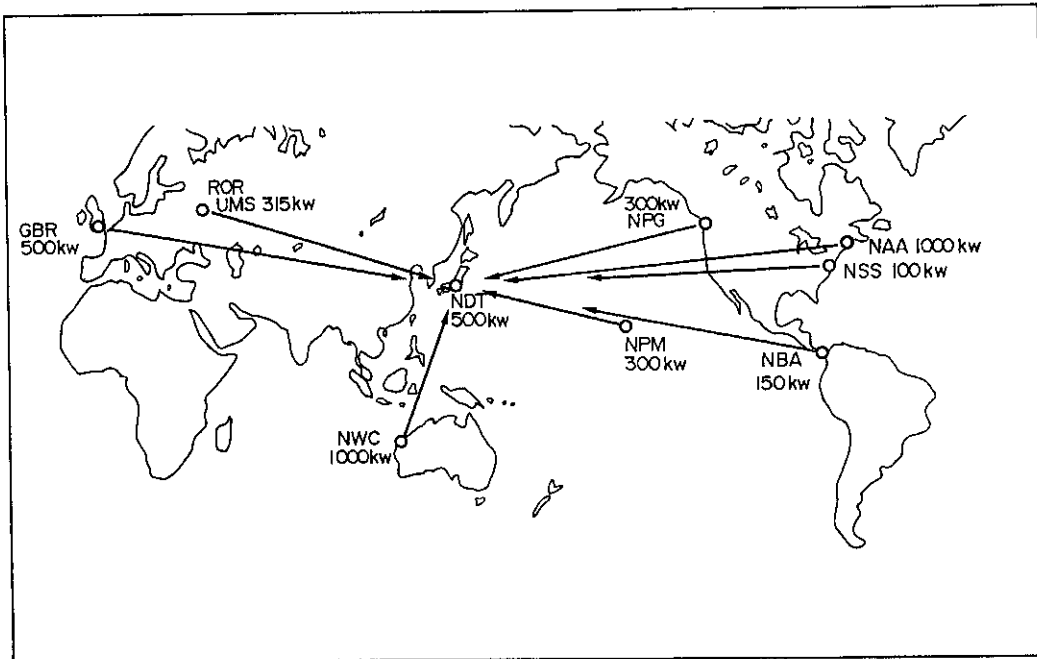 ROR
UMS 315kw
GBR
500kw
300kw
NPG
NAA 1000kw
NSS 100kw
NDT
500kw
NPM
300kw
NBA
150kw
NWC
1000kw